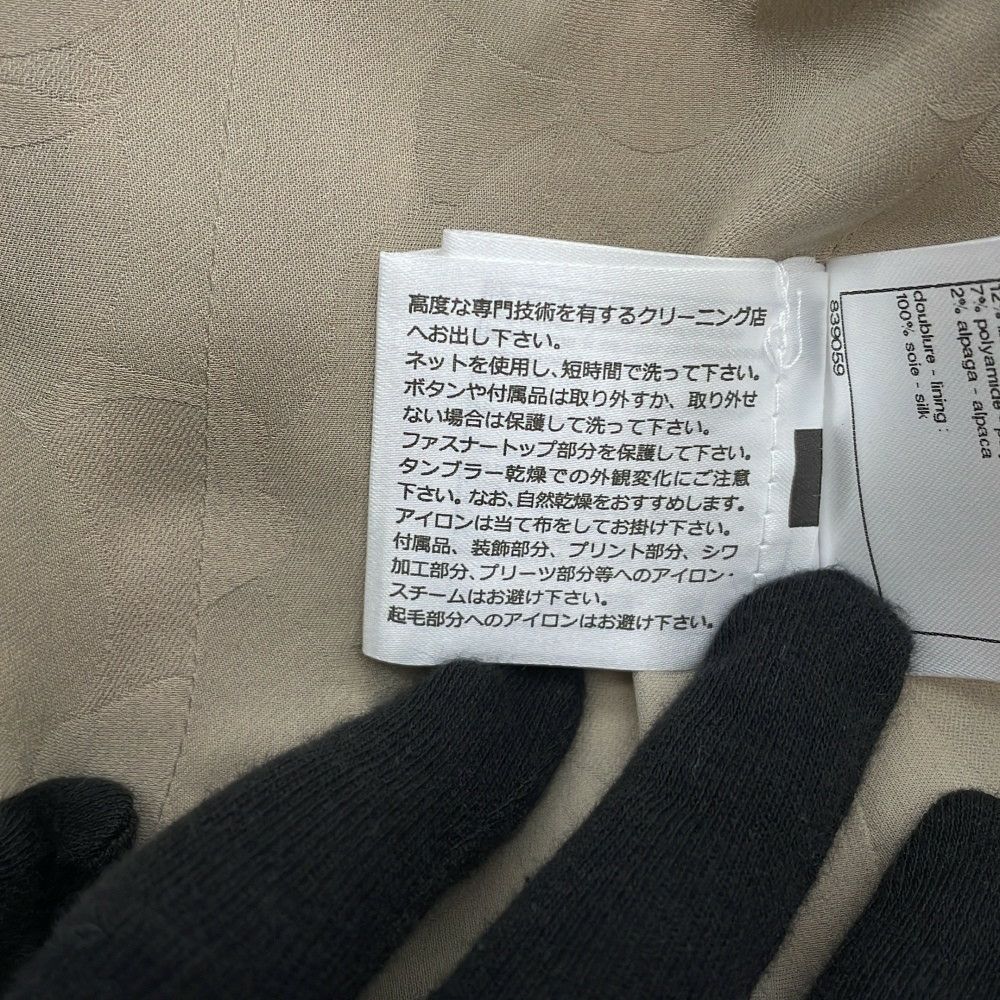 高度な専門技術を有するクリーニング店
へお出し下さい。
ネットを使用し、短時間で洗って下さい。
ボタンや付属品は取り外すか、取り外せ
ない場合は保護して洗って下さい。
ファスナートップ部分を保護して下さい。
タンブラー乾燥での外観変化にご注意
下さい。なお、自然乾燥をおすすめします。
アイロンは当て布をしてお掛け下さい。
付属品、装飾部分、プリント部分、シワ
加工部分、プリーツ部分等へのアイロン・
スチームはお避け下さい。
起毛部分へのアイロンはお避け下さい。
839059
7% polyamide
2% alpaga - alpaca
doublure - lining :
100% soie - silk